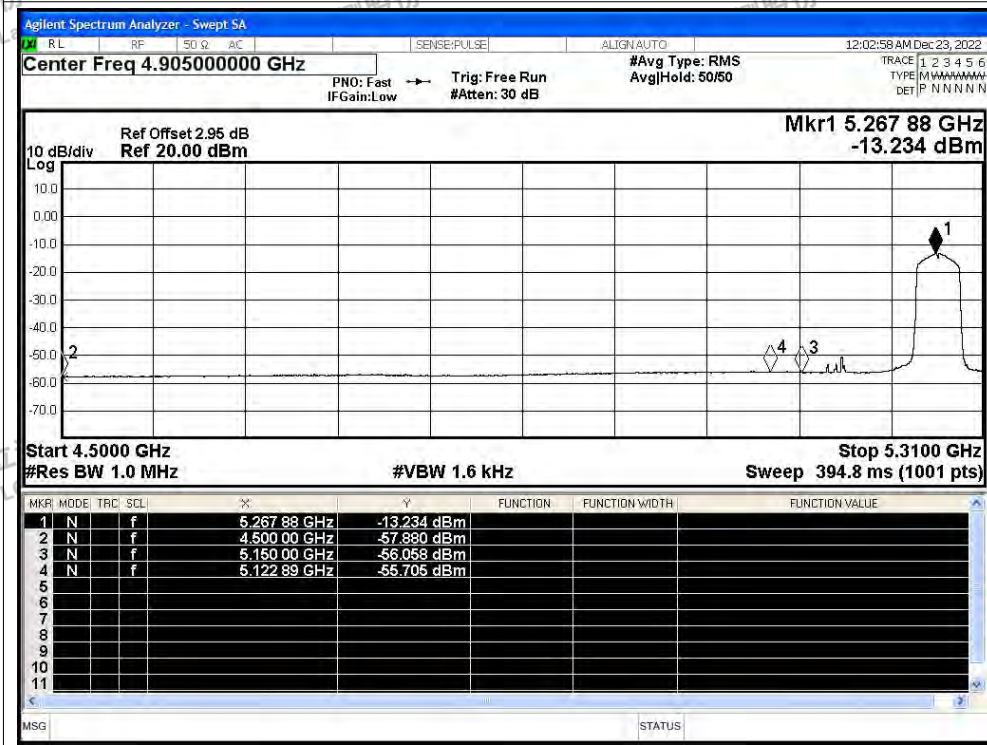 Agilent Spectrum Analyzer - Swept SA
LXI RL RF 50 Ω AC SENSE:PULSE ALIGN AUTO 12:02:58 AM Dec 23, 2022
Center Freq 4.905000000 GHz #Avg Type: RMS TRACE 1 2 3 4 5 6
PNO: Fast Trig: Free Run Avg|Hold: 50/50 TYPE M WWWWW
IFGain:Low #Atten: 30 dB DET P N N N N N
Mkr1 5.267 88 GHz
Ref Offset 2.95 dB
10 dB/div Ref 20.00 dBm -13.234 dBm
Log
10.0
0.00
-10.0
1
-20.0
-30.0
-40.0
-50.0 2 4 3
-60.0
-70.0
Start 4.5000 GHz Stop 5.3100 GHz
#Res BW 1.0 MHz #VBW 1.6 kHz Sweep 394.8 ms (1001 pts)
MKR MODE TRC SCL X Y FUNCTION FUNCTION WIDTH FUNCTION VALUE
1 N f 5.267 88 GHz -13.234 dBm
2 N f 4.500 00 GHz -57.880 dBm
3 N f 5.150 00 GHz -56.058 dBm
4 N f 5.122 89 GHz -55.705 dBm
5
6
7
8
9
10
11
MSG STATUS